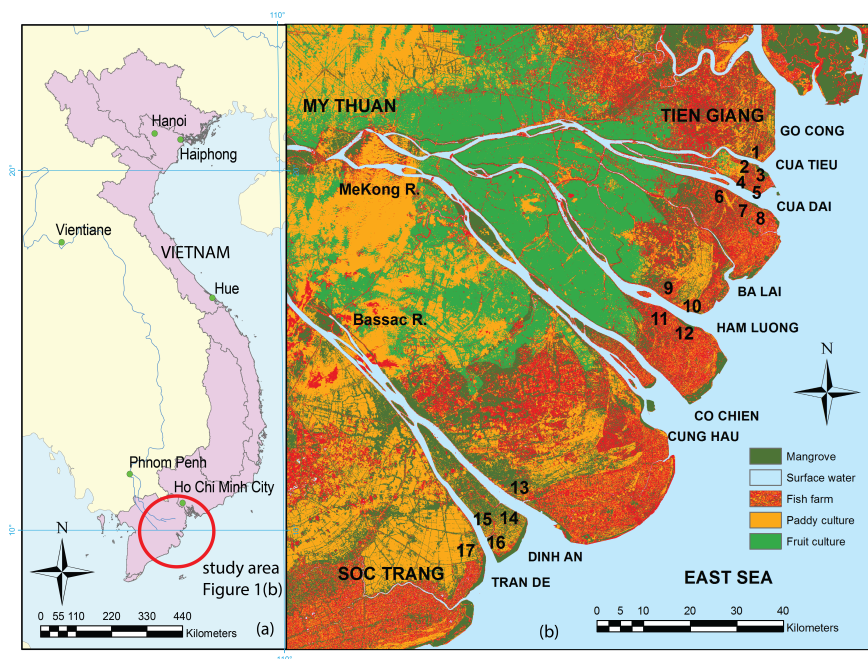 110°
Hanoi
Haiphong
20°
Vientiane
VIETNAM
Hue
Phnom Penh
Ho Chi Minh City
10°
N
study area
Figure 1(b)
0 55 110 220 330 440
Kilometers
(a)
110°
MY THUAN
TIEN GIANG
GO CONG
1
CUA TIEU
2
3
4
5
MeKong R.
6
7
CUA DAI
8
9
BA LAI
10
11
HAM LUONG
12
Bassac R.
N
CO CHIEN
CUNG HAU
Mangrove
Surface water
Fish farm
Paddy culture
Fruit culture
13
15 14
16
17
DINH AN
SOC TRANG
TRAN DE
EAST SEA
0 5 10 20 30 40
Kilometers
(b)